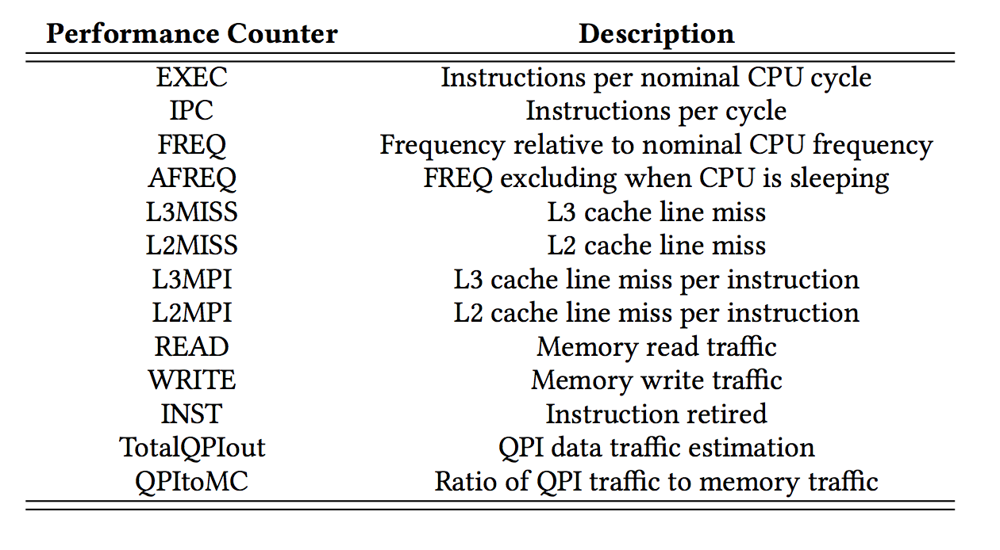 Performance Counter Description
EXEC Instructions per nominal CPU cycle
IPC Instructions per cycle
FREQ Frequency relative to nominal CPU frequency
AFREQ FREQ excluding when CPU is sleeping
L3MISS L3 cache line miss
L2MISS L2 cache line miss
L3MPI L3 cache line miss per instruction
L2MPI L2 cache line miss per instruction
READ Memory read traffic
WRITE Memory write traffic
INST Instruction retired
TotalQPIout QPI data traffic estimation
QPItoMC Ratio of QPI traffic to memory traffic